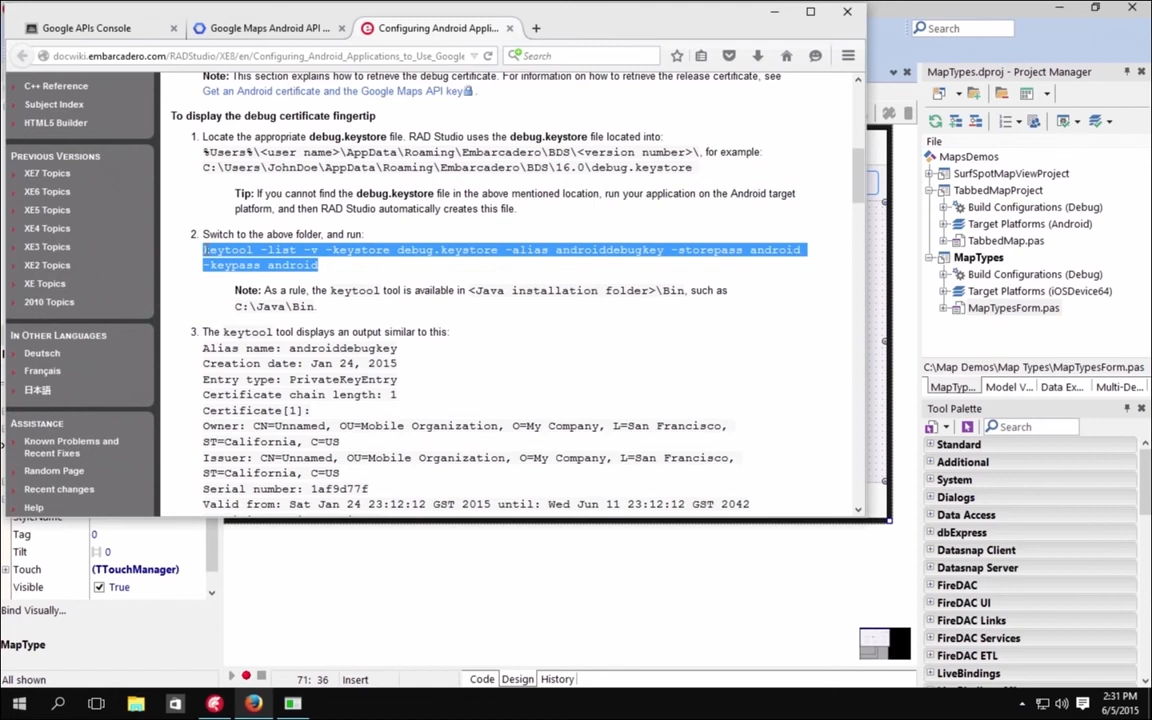 Google APIs Console
Google Maps Android API ...
Configuring Android Appli...
docwiki.embarcadero.com/RADStudio/XE8/en/Configuring_Android_Applications_to_Use_Google
Search
C++ Reference
Subject Index
HTML5 Builder
PREVIOUS VERSIONS
XE7 Topics
XE6 Topics
XE5 Topics
XE4 Topics
XE3 Topics
XE2 Topics
XE Topics
2010 Topics
IN OTHER LANGUAGES
Deutsch
Français
日本語
ASSISTANCE
Known Problems and
Recent Fixes
Random Page
Recent changes
Help
Note: This section explains how to retrieve the debug certificate. For information on how to retrieve the release certificate, see
Get an Android certificate and the Google Maps API key.
To display the debug certificate fingertip
1. Locate the appropriate debug.keystore file. RAD Studio uses the debug.keystore file located into:
%Users%\<user name>\AppData\Roaming\Embarcadero\BDS\<version number>\, for example:
C:\Users\JohnDoe\AppData\Roaming\Embarcadero\BDS\16.0\debug.keystore
Tip: If you cannot find the debug.keystore file in the above mentioned location, run your application on the Android target
platform, and then RAD Studio automatically creates this file.
2. Switch to the above folder, and run:
keytool -list -v -keystore debug.keystore -alias androiddebugkey -storepass android
-keypass android
Note: As a rule, the keytool tool is available in <Java installation folder>\Bin, such as
C:\Java\Bin.
3. The keytool tool displays an output similar to this:
Alias name: androiddebugkey
Creation date: Jan 24, 2015
Entry type: PrivateKeyEntry
Certificate chain length: 1
Certificate[1]:
Owner: CN=Unnamed, OU=Mobile Organization, O=My Company, L=San Francisco,
ST=California, C=US
Issuer: CN=Unnamed, OU=Mobile Organization, O=My Company, L=San Francisco,
ST=California, C=US
Serial number: 1af9d77f
Valid from: Sat Jan 24 23:12:12 GST 2015 until: Wed Jun 11 23:12:12 GST 2042
Tag 0
Tilt 0
Touch (TTouchManager)
Visible True
Bind Visually...
MapType
All shown
71: 36 Insert
Code Design History
Search
MapTypes.dproj - Project Manager
File
MapsDemos
SurfSpotMapViewProject
TabbedMapProject
Build Configurations (Debug)
Target Platforms (Android)
TabbedMap.pas
MapTypes
Build Configurations (Debug)
Target Platforms (iOSDevice64)
MapTypesForm.pas
C:\Map Demos\Map Types\MapTypesForm.pas
MapTyp... Model V... Data Ex... Multi-De...
Tool Palette
Search
Standard
Additional
System
Dialogs
Data Access
dbExpress
Datasnap Client
Datasnap Server
FireDAC
FireDAC UI
FireDAC Links
FireDAC Services
FireDAC ETL
LiveBindings
2:31 PM
6/5/2015